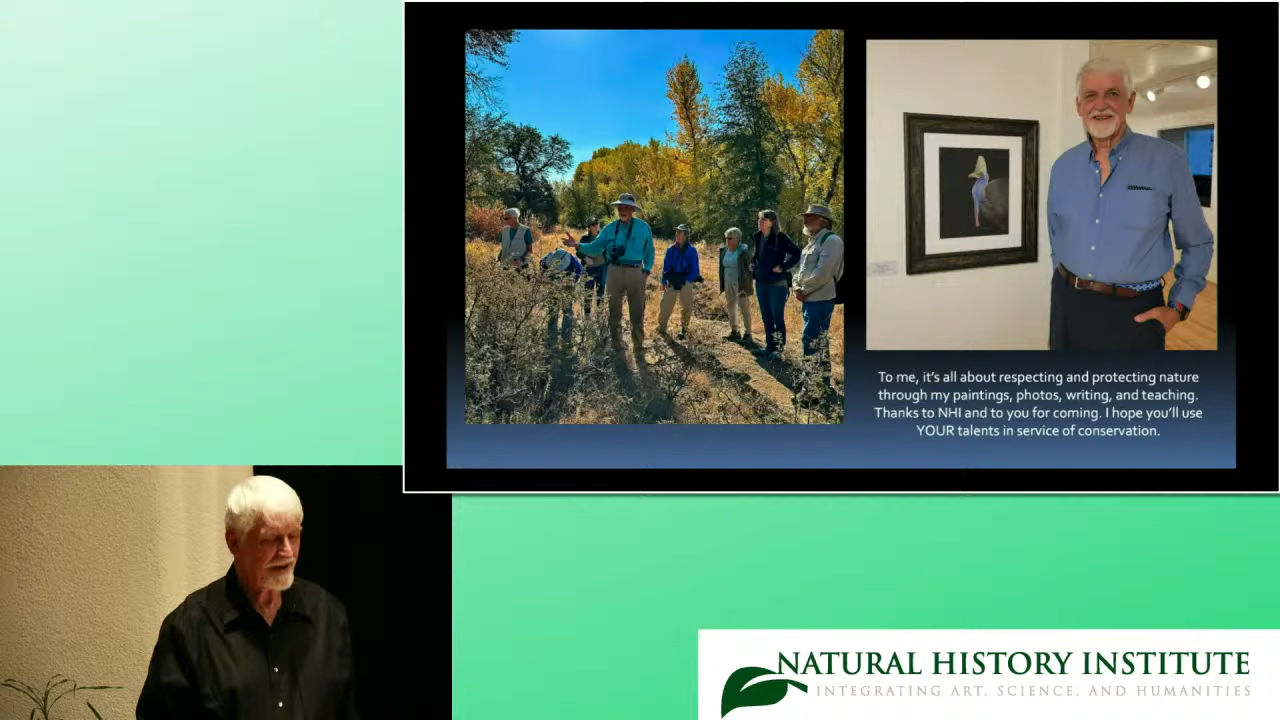 To me, it's all about respecting and protecting nature
through my paintings, photos, writing, and teaching.
Thanks to NHI and to you for coming. I hope you'll use
YOUR talents in service of conservation.
NATURAL HISTORY INSTITUTE
INTEGRATING ART, SCIENCE, AND HUMANITIES